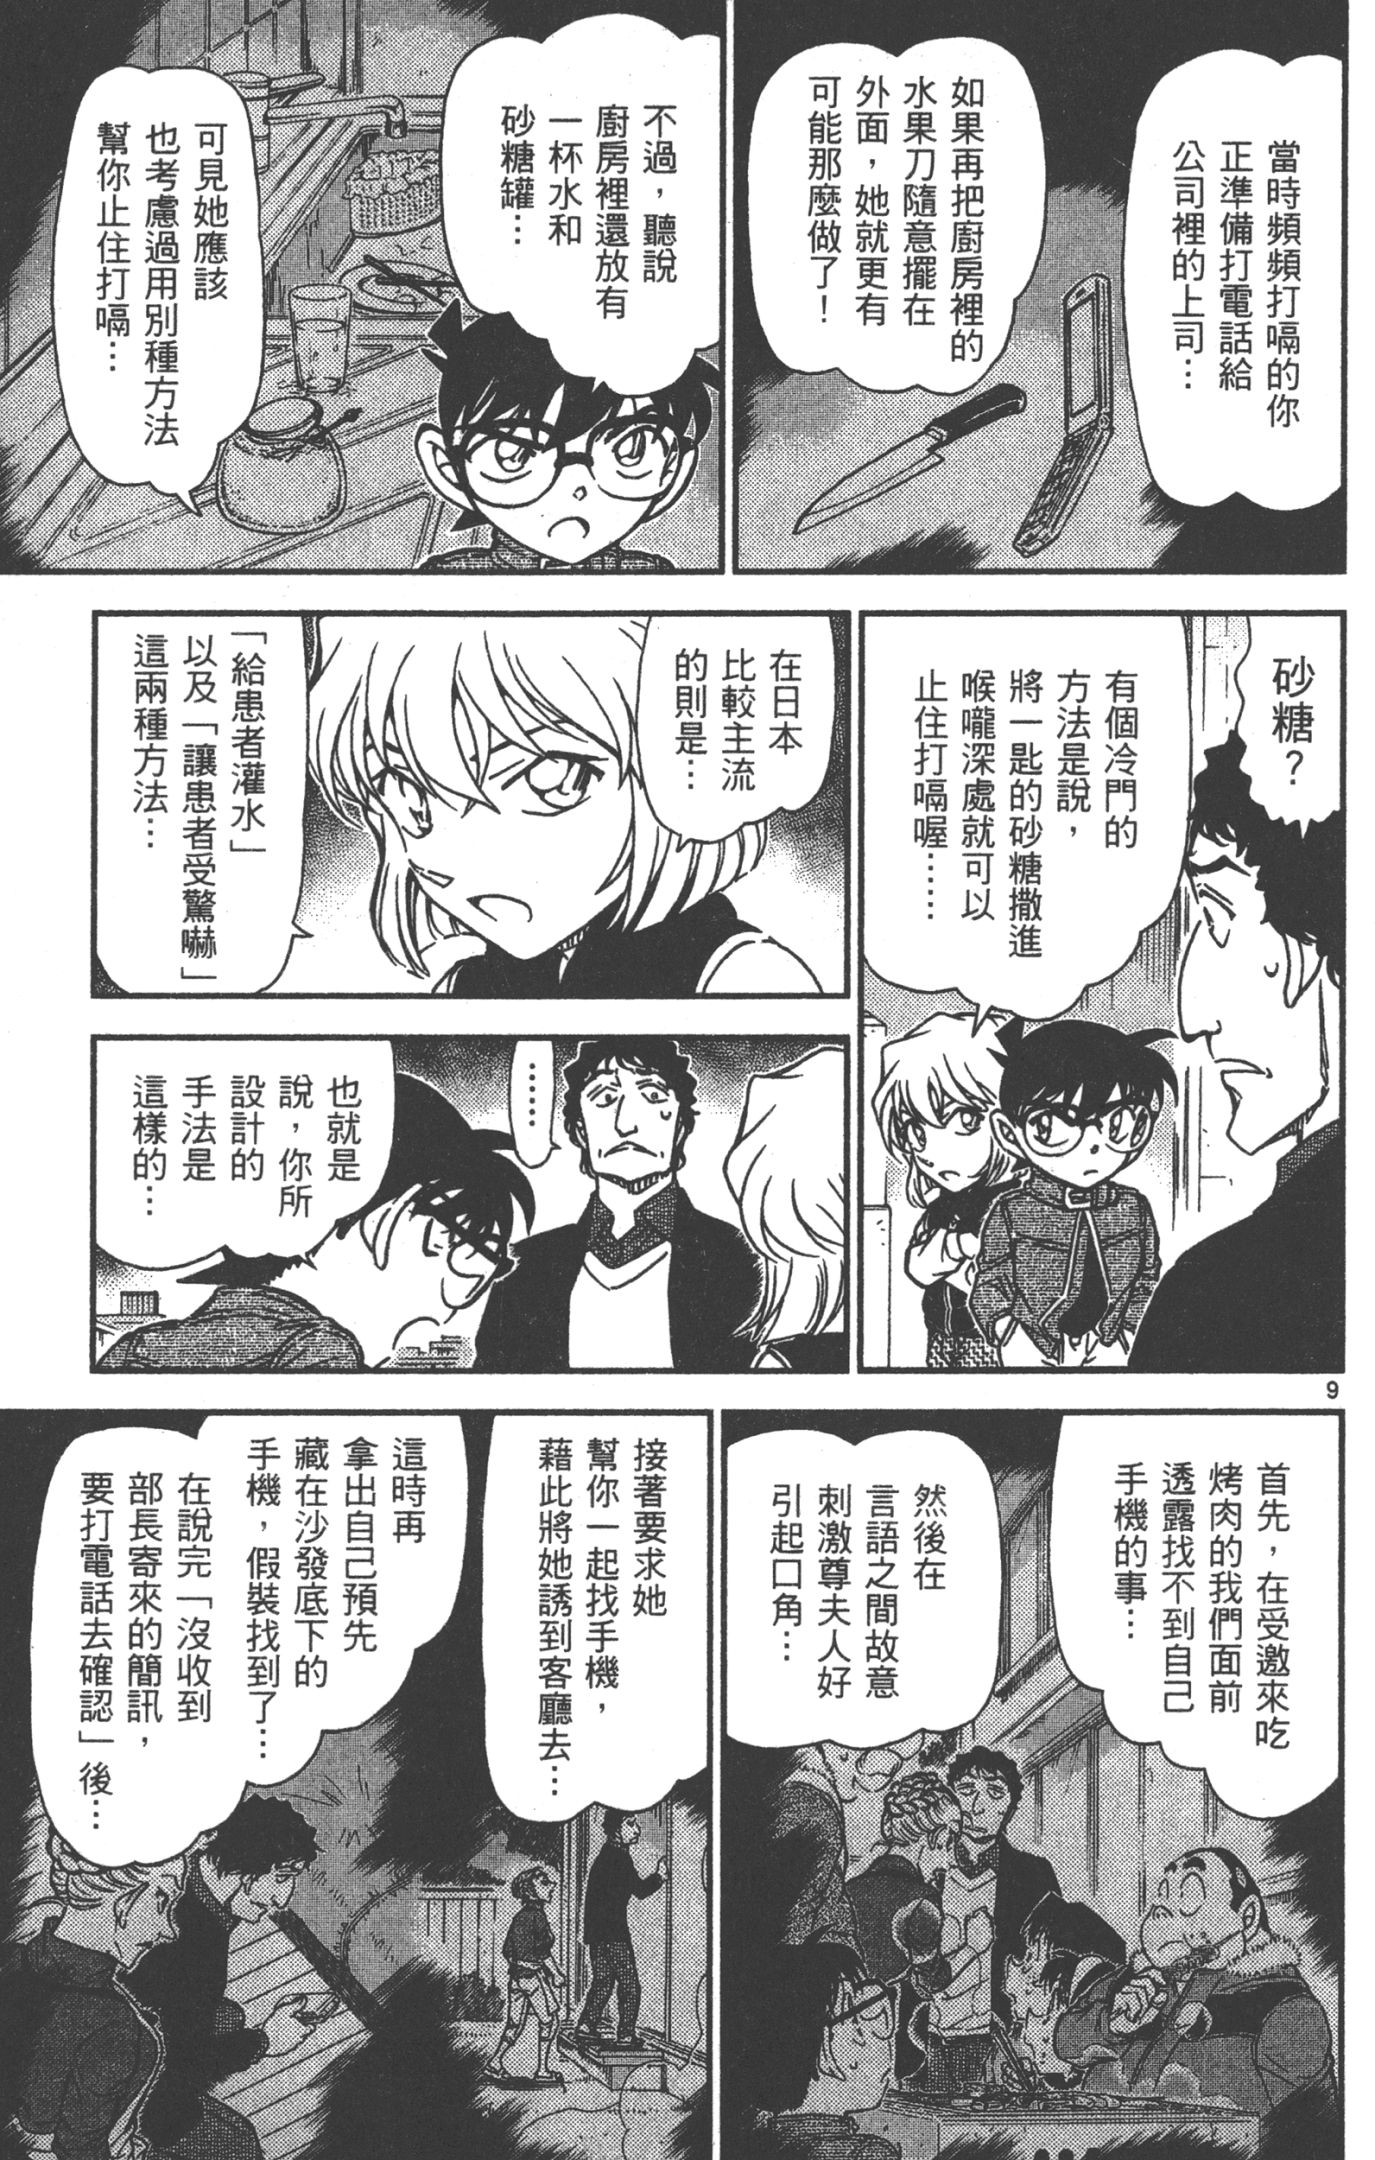 當時頻頻打嗝的你
正準備打電話給
公司裡的上司…
如果再把廚房裡的
水果刀隨意擺在
外面，她就更有
可能那麼做了！
不過，聽說
廚房裡還放有
一杯水和
砂糖罐…
可見她應該
也考慮過用別種方法
幫你止住打嗝…
砂糖？
有個冷門的
方法是說，
將一匙的砂糖撒進
喉嚨深處就可以
止住打嗝喔……
在日本
比較主流
的則是…
「給患者灌水」
以及「讓患者受驚嚇」
這兩種方法…
……
也就是
說，你所
設計的
手法是
這樣的…
9
首先，在受邀來吃
烤肉的我們面前
透露找不到自己
手機的事…
然後在
言語之間故意
刺激尊夫人好
引起口角…
接著要求她
幫你一起找手機，
藉此將她誘到客廳去…
這時再
拿出自己預先
藏在沙發底下的
手機，假裝找到了…
在說完「沒收到
部長寄來的簡訊，
要打電話去確認」後…